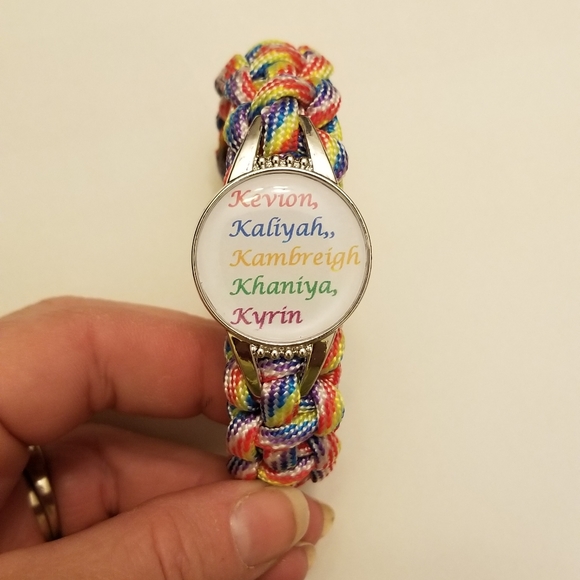 Kevion,
Kaliyah,,
Kambreigh
Khaniya,
Kyrin